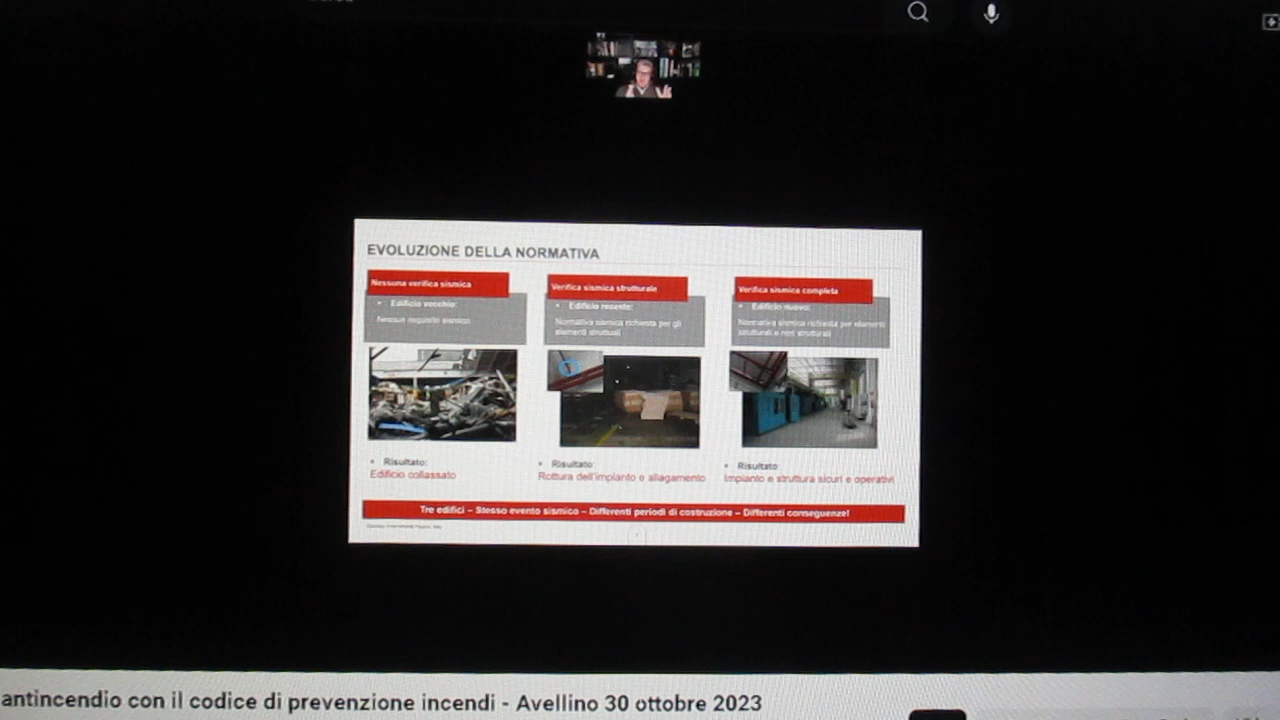 EVOLUZIONE DELLA NORMATIVA
Nessuna verifica sismica
• Edificio vecchio:
Nessun requisito sismico
Verifica sismica strutturale
• Edificio recente:
Normativa sismica richiesta per gli
elementi strutturali
Verifica sismica completa
• Edificio nuovo:
Normativa sismica richiesta per elementi
strutturali e non strutturali
• Risultato:
Edificio collassato
• Risultato
Rottura dell'impianto e allagamento
• Risultato
Impianto e struttura sicuri e operativi
Tre edifici – Stesso evento sismico – Differenti periodi di costruzione – Differenti conseguenze!
antincendio con il codice di prevenzione incendi - Avellino 30 ottobre 2023